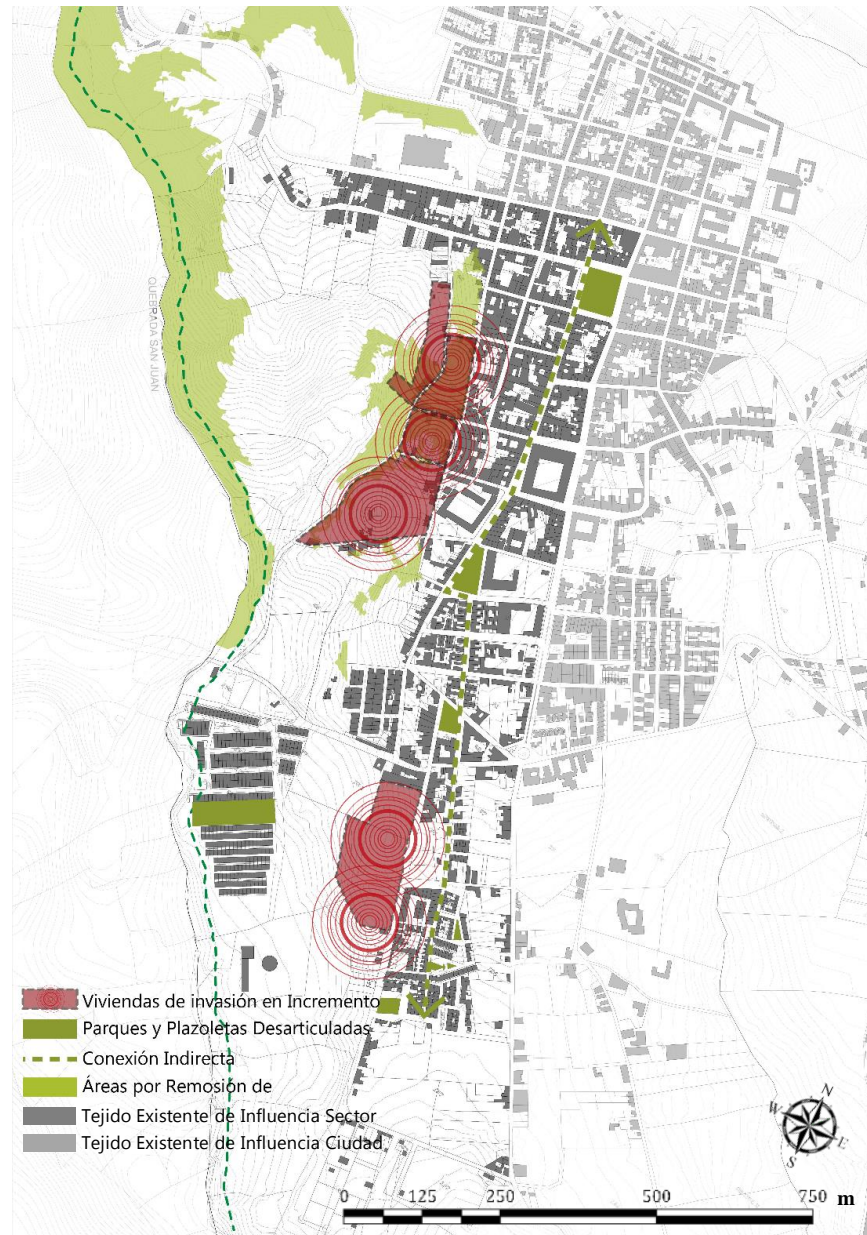 QUEBRADA SAN JUAN
Viviendas de invasión en Incremento
Parques y Plazoletas Desarticuladas
Conexión Indirecta
Áreas por Remosión de
Tejido Existente de Influencia Sector
Tejido Existente de Influencia Ciudad
N
W
E
S
0 125 250 500 750 m